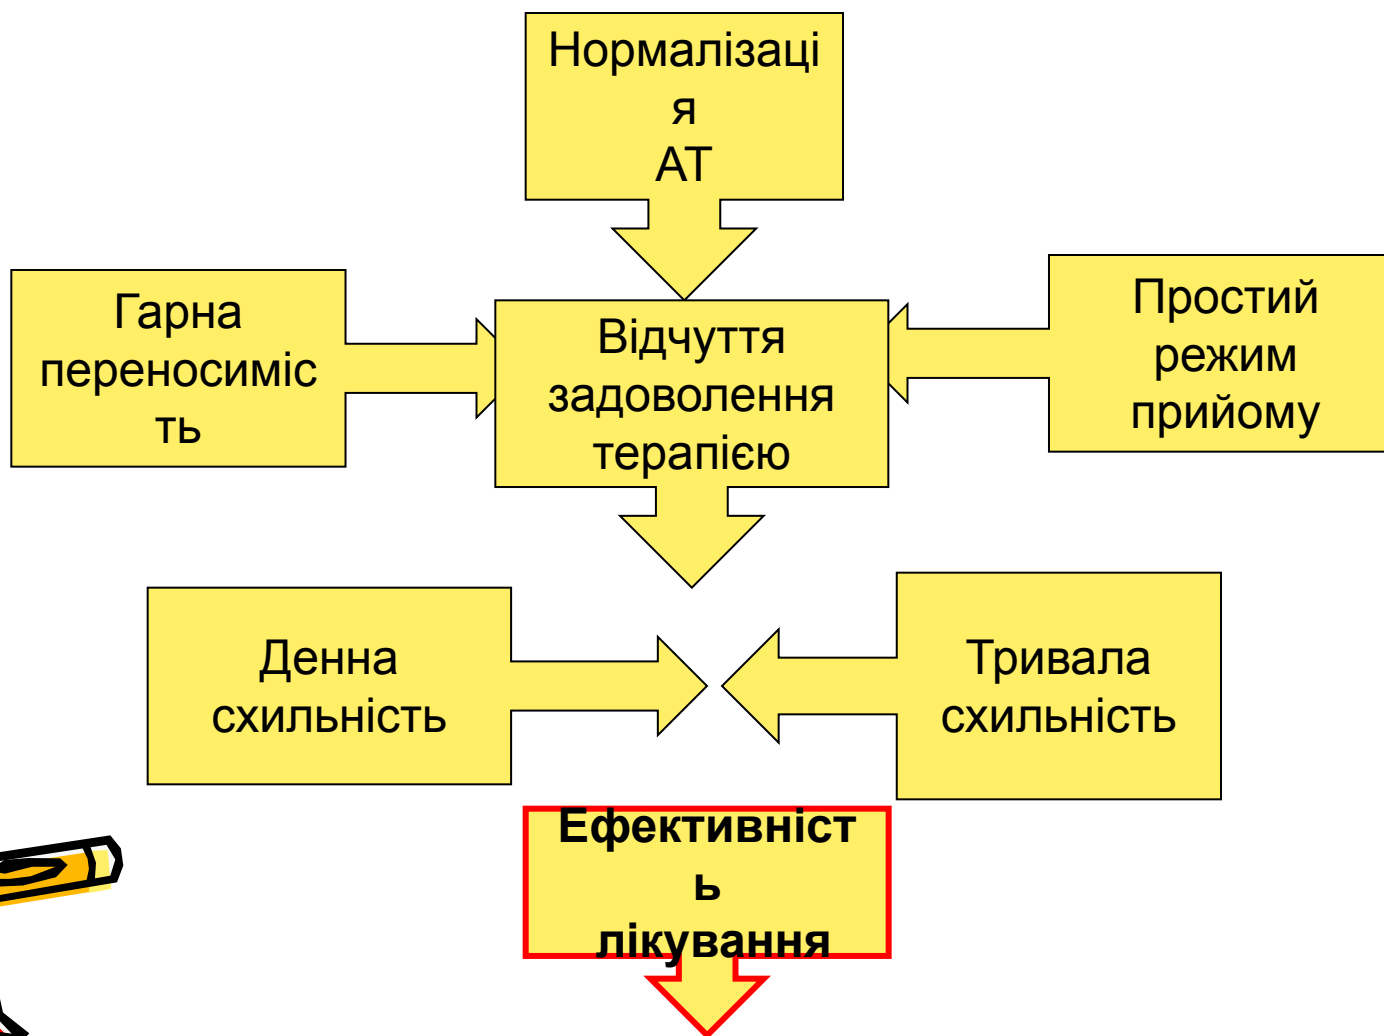 Нормалізаці
я
АТ
Гарна
переносиміс
ть
Відчуття
задоволення
терапією
Простий
режим
прийому
Денна
схильність
Тривала
схильність
Ефективніст
ь
лікування